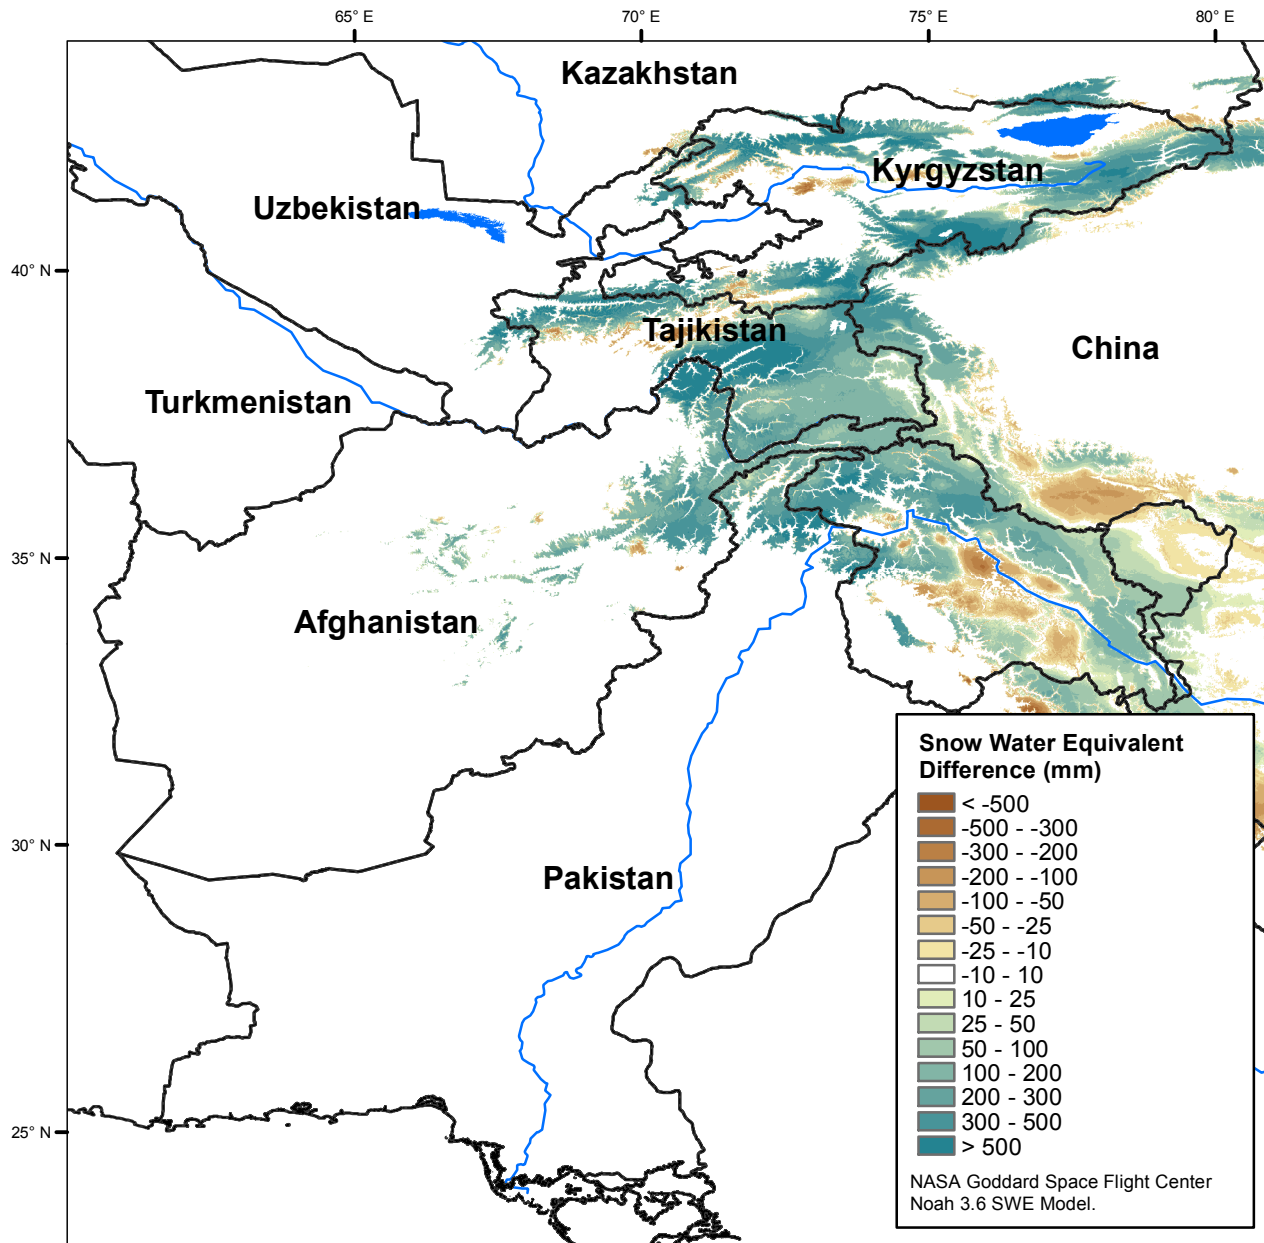 65° E
70° E
75° E
80° E
Kazakhstan
Kyrgyzstan
Uzbekistan
40° N
Tajikistan
China
Turkmenistan
35° N
Afghanistan
30° N
Pakistan
25° N
Snow Water Equivalent
Difference (mm)
< -500
-500 - -300
-300 - -200
-200 - -100
-100 - -50
-50 - -25
-25 - -10
-10 - 10
10 - 25
25 - 50
50 - 100
100 - 200
200 - 300
300 - 500
> 500
NASA Goddard Space Flight Center
Noah 3.6 SWE Model.